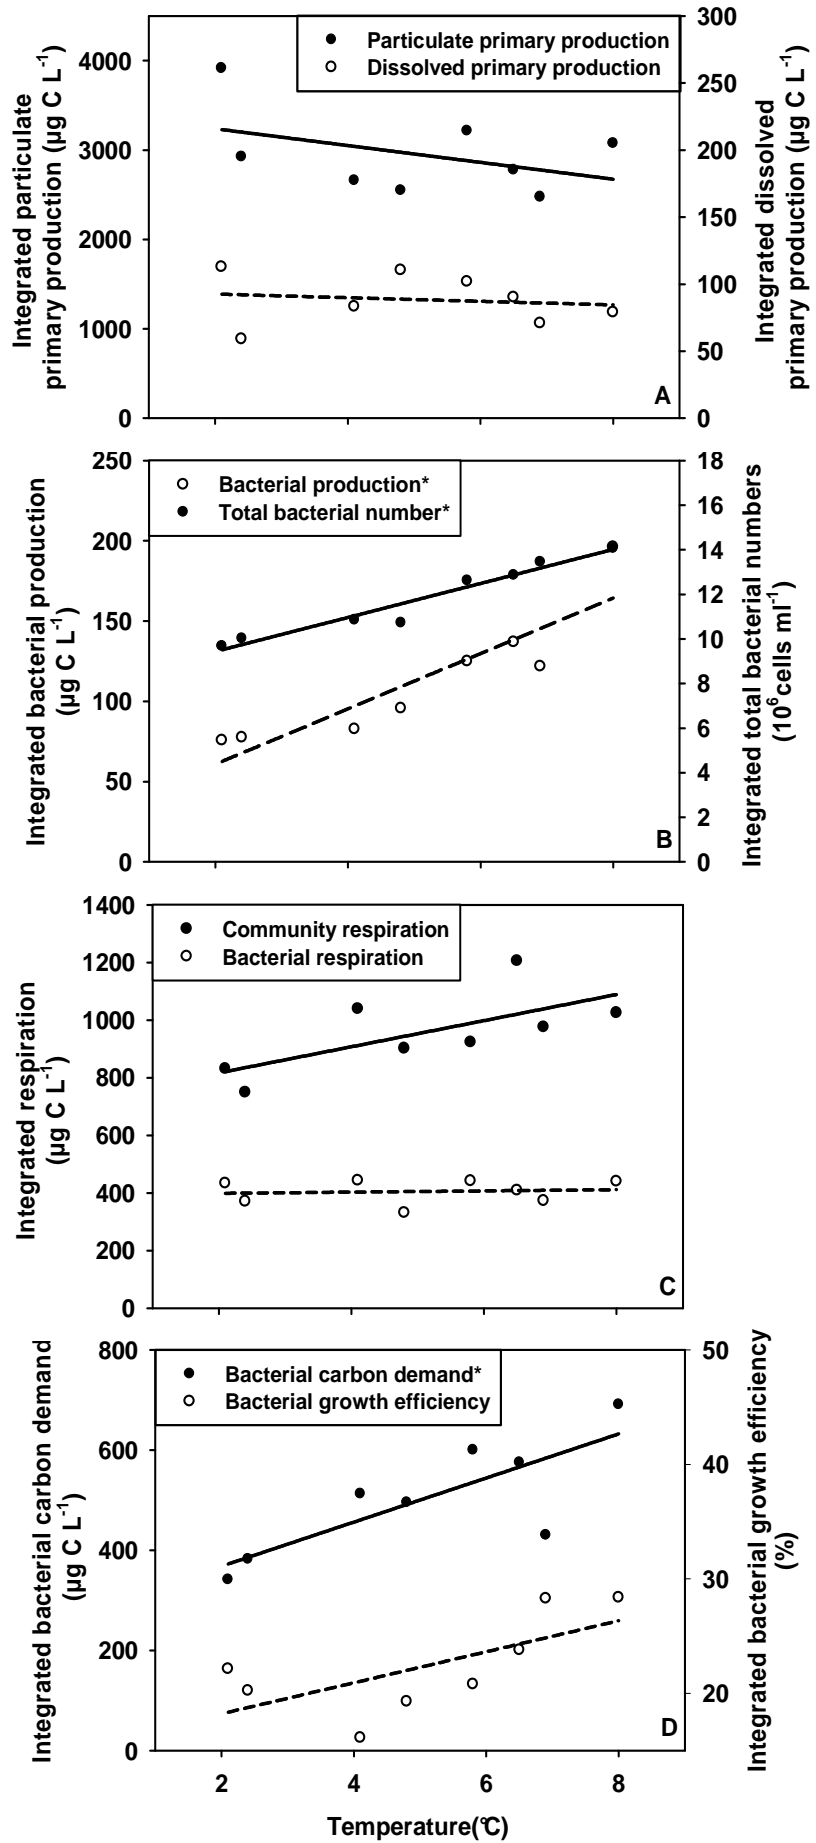 Integrated particulate
primary production (µg C L⁻¹)
4000
3000
2000
1000
0
Particulate primary production
Dissolved primary production
A
300
250
200
150
100
50
0
Integrated dissolved
primary production (µg C L⁻¹)
Integrated bacterial production
(µg C L⁻¹)
250
200
150
100
50
0
Bacterial production*
Total bacterial number*
B
18
16
14
12
10
8
6
4
2
0
Integrated total bacterial numbers
(10⁶cells ml⁻¹)
Integrated respiration
(µg C L⁻¹)
1400
1200
1000
800
600
400
200
0
Community respiration
Bacterial respiration
C
Integrated bacterial carbon demand
(µg C L⁻¹)
800
600
400
200
0
Bacterial carbon demand*
Bacterial growth efficiency
D
50
40
30
20
Integrated bacterial growth efficiency
(%)
2 4 6 8
Temperature(°C)